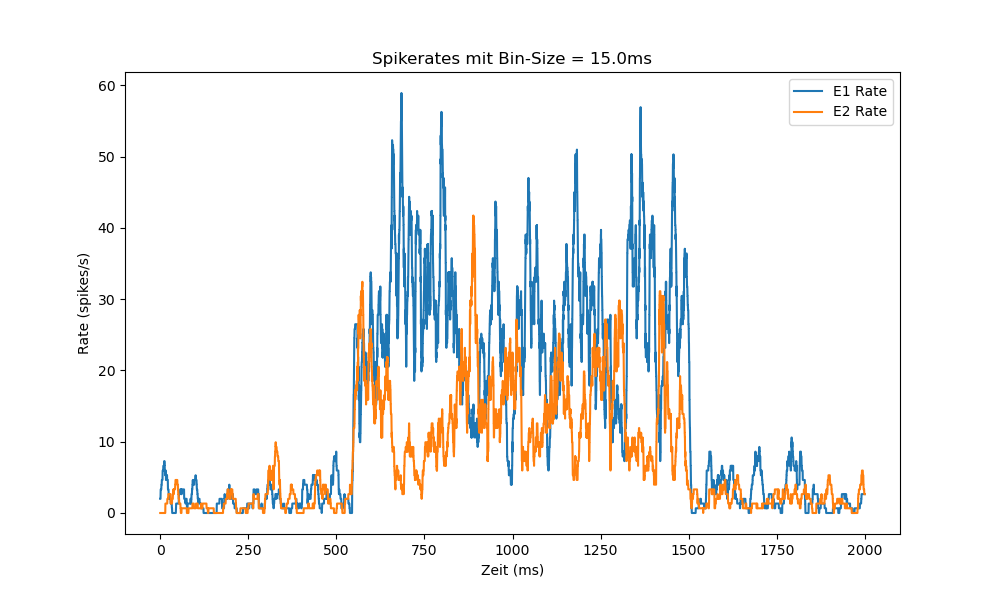 Spikerates mit Bin-Size = 15.0ms
E1 Rate
E2 Rate
60
50
40
30
20
10
0
Rate (spikes/s)
0 250 500 750 1000 1250 1500 1750 2000
Zeit (ms)